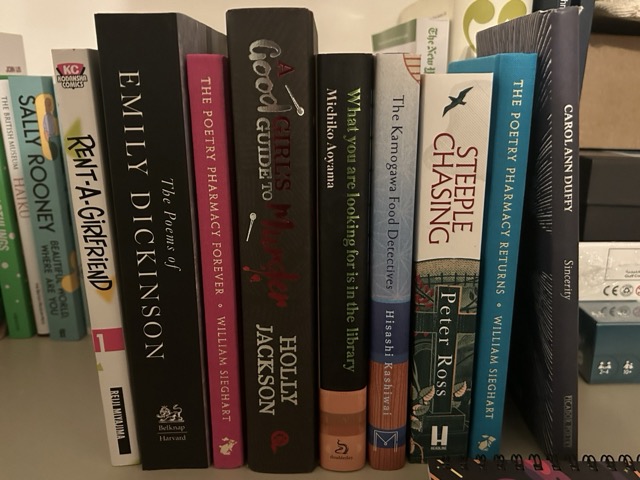 THE BRITISH MUSEUM
HAIKU
SALLY ROONEY
BEAUTIFUL WORLD,
WHERE ARE YOU
KC
KODANSHA
COMICS
RENT-A-GIRLFRIEND
1
REIJI MIYAJIMA
EMILY DICKINSON
The Poems of
Belknap
Harvard
THE POETRY PHARMACY FOREVER • WILLIAM SIEGHART
A
Good GIRL'S
GUIDE TO Murder
HOLLY
JACKSON
What you are looking for is in the library
Michiko Aoyama
The Kamogawa Food Detectives
Hisashi Kashiwai
The New
STEEPLE
CHASING
Peter Ross
H
THE POETRY PHARMACY RETURNS • WILLIAM SIEGHART
CAROL ANN DUFFY
Sincerity